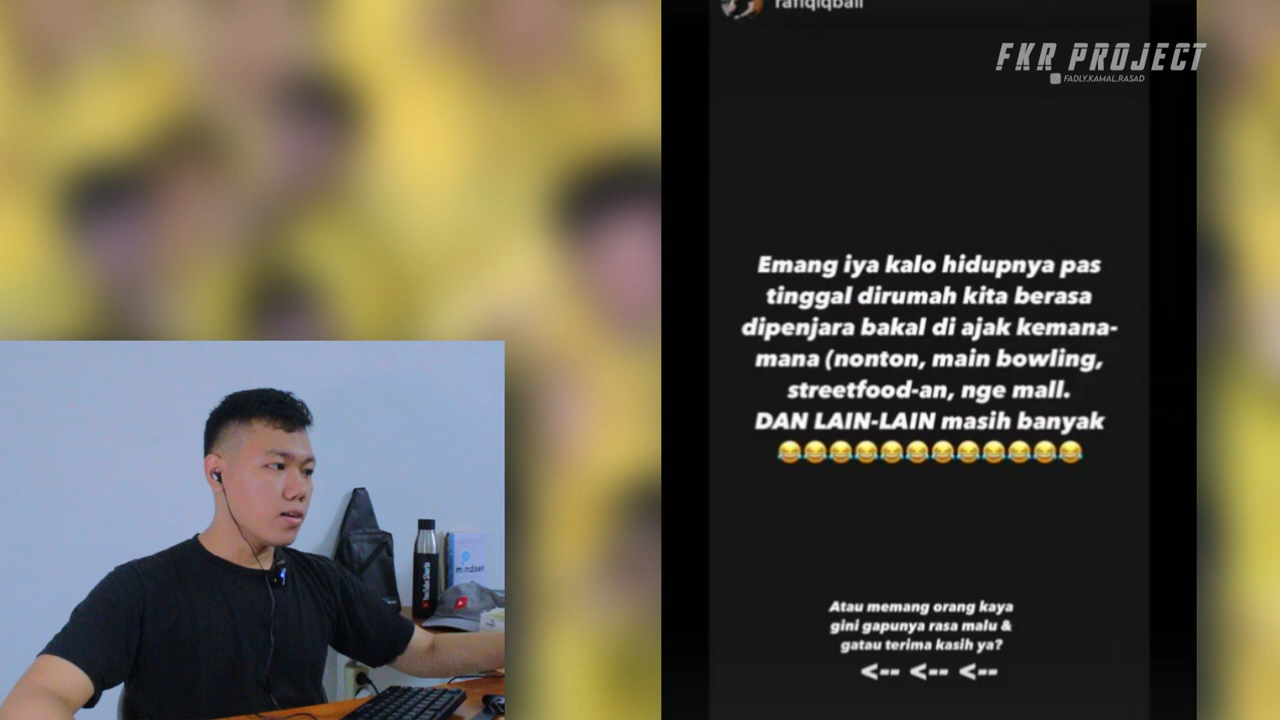 FKR PROJECT
FADLY.KAMAL.RASAD
Emang iya kalo hidupnya pas
tinggal dirumah kita berasa
dipenjara bakal di ajak kemana-
mana (nonton, main bowling,
streetfood-an, nge mall.
DAN LAIN-LAIN masih banyak
😂😂😂😂😂😂😂😂😂😂😂😂
Atau memang orang kaya
gini gapunya rasa malu &
gatau terima kasih ya?
<-- <-- <--
YouTube Shorts
mindset